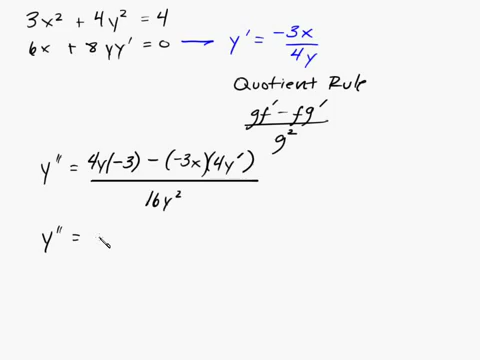 3x² + 4y² = 4
6x + 8yy' = 0 → y' = -3x/4y
Quotient Rule
gf' - fg' / g²
y" = 4y(-3) - (-3x)(4y') / 16y²
y" =